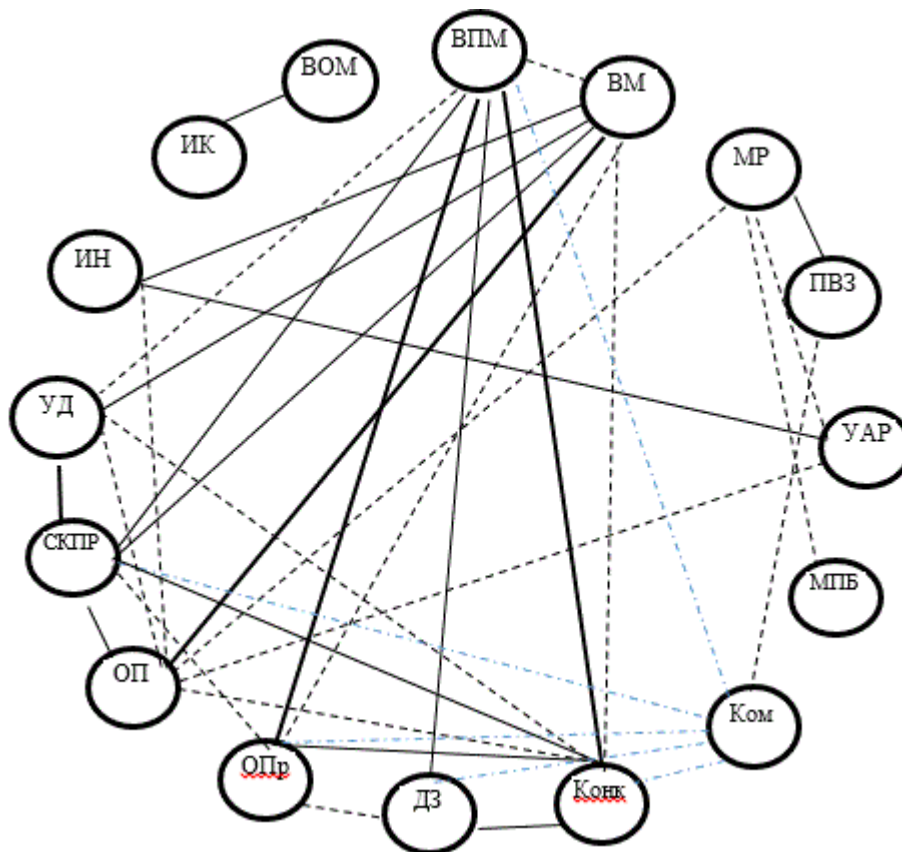 ВПМ
ВОМ
ВМ
ИК
МР
ИН
ПВЗ
УД
УАР
СКПР
МПБ
ОП
Ком
ОПр
ДЗ
Конк